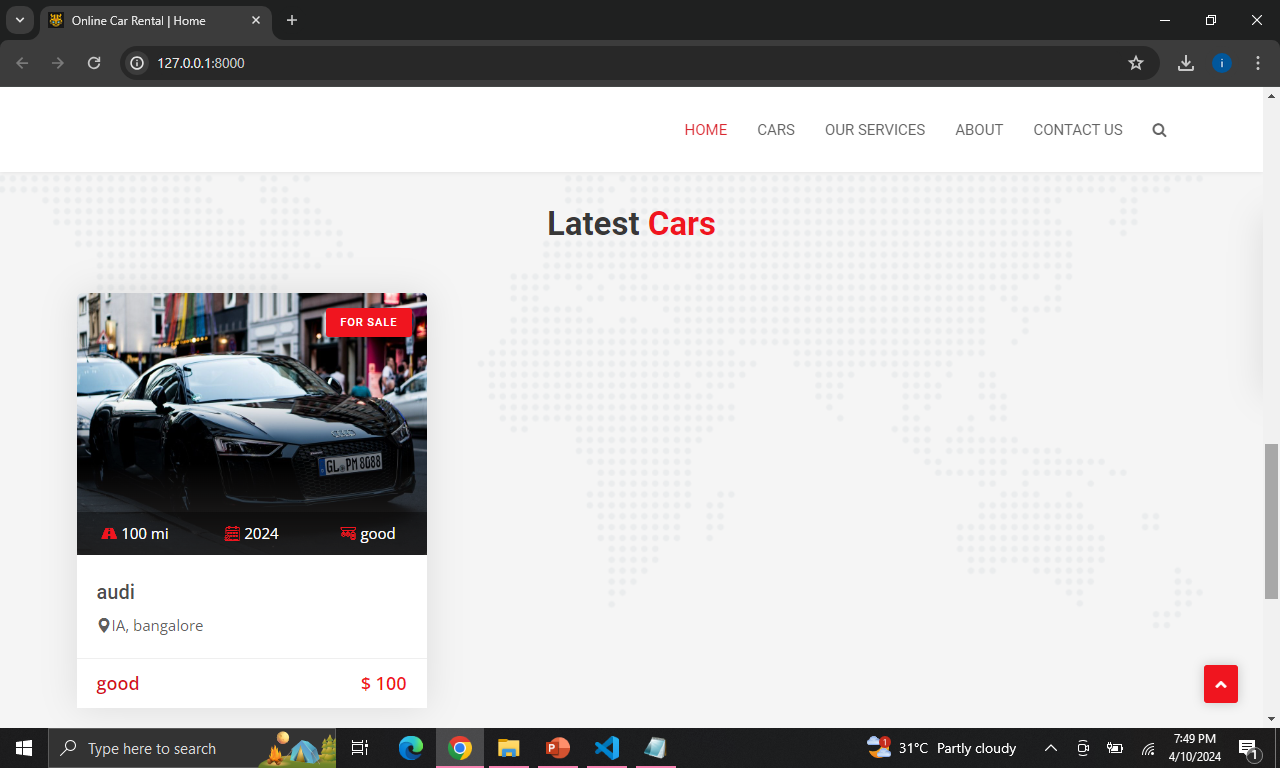 Online Car Rental | Home
127.0.0.1:8000
i
HOME CARS OUR SERVICES ABOUT CONTACT US
Latest Cars
FOR SALE
GL PM 8088
100 mi 2024 good
audi
IA, bangalore
good $ 100
Type here to search
1
31°C Partly cloudy
7:49 PM
4/10/2024
1